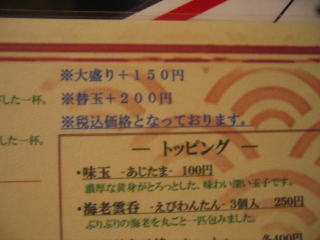 ※大盛り+150円
した一杯。
※替玉+200円
※税込価格となっております。
一杯。
― トッピング ―
・味玉 -あじたま- 100円
濃厚な黄身がとろっとした、味わい深い玉子です。
・海老雲呑 -えびわんたん- 3個入 250円
ぷりぷりの海老を丸ごと一匹包みました。
400